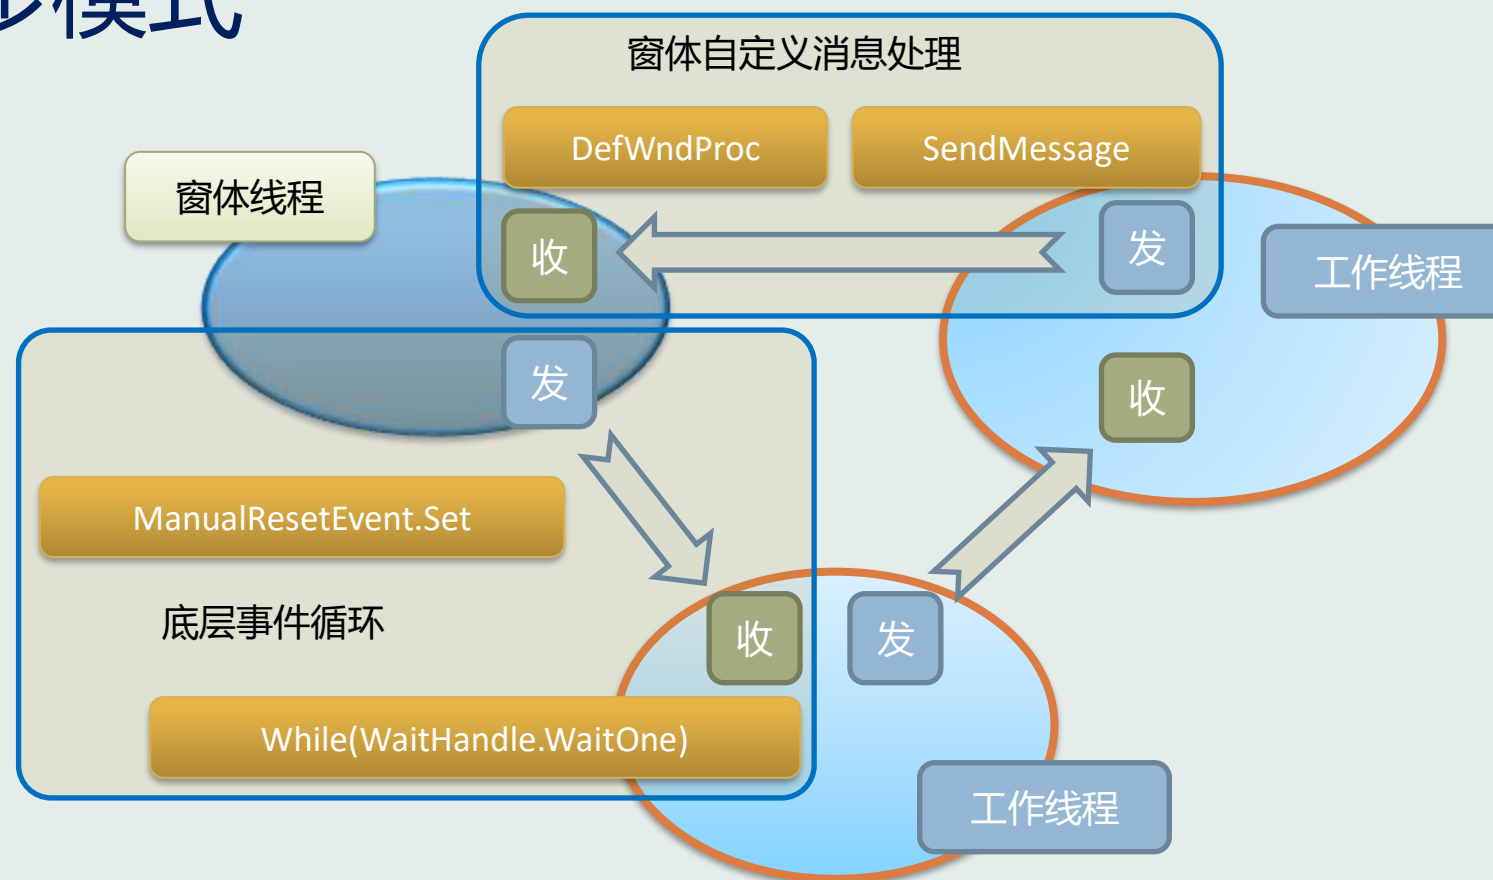 模式
窗体自定义消息处理
DefWndProc
SendMessage
窗体线程
收
发
工作线程
发
收
ManualResetEvent.Set
底层事件循环
收
发
While(WaitHandle.WaitOne)
工作线程